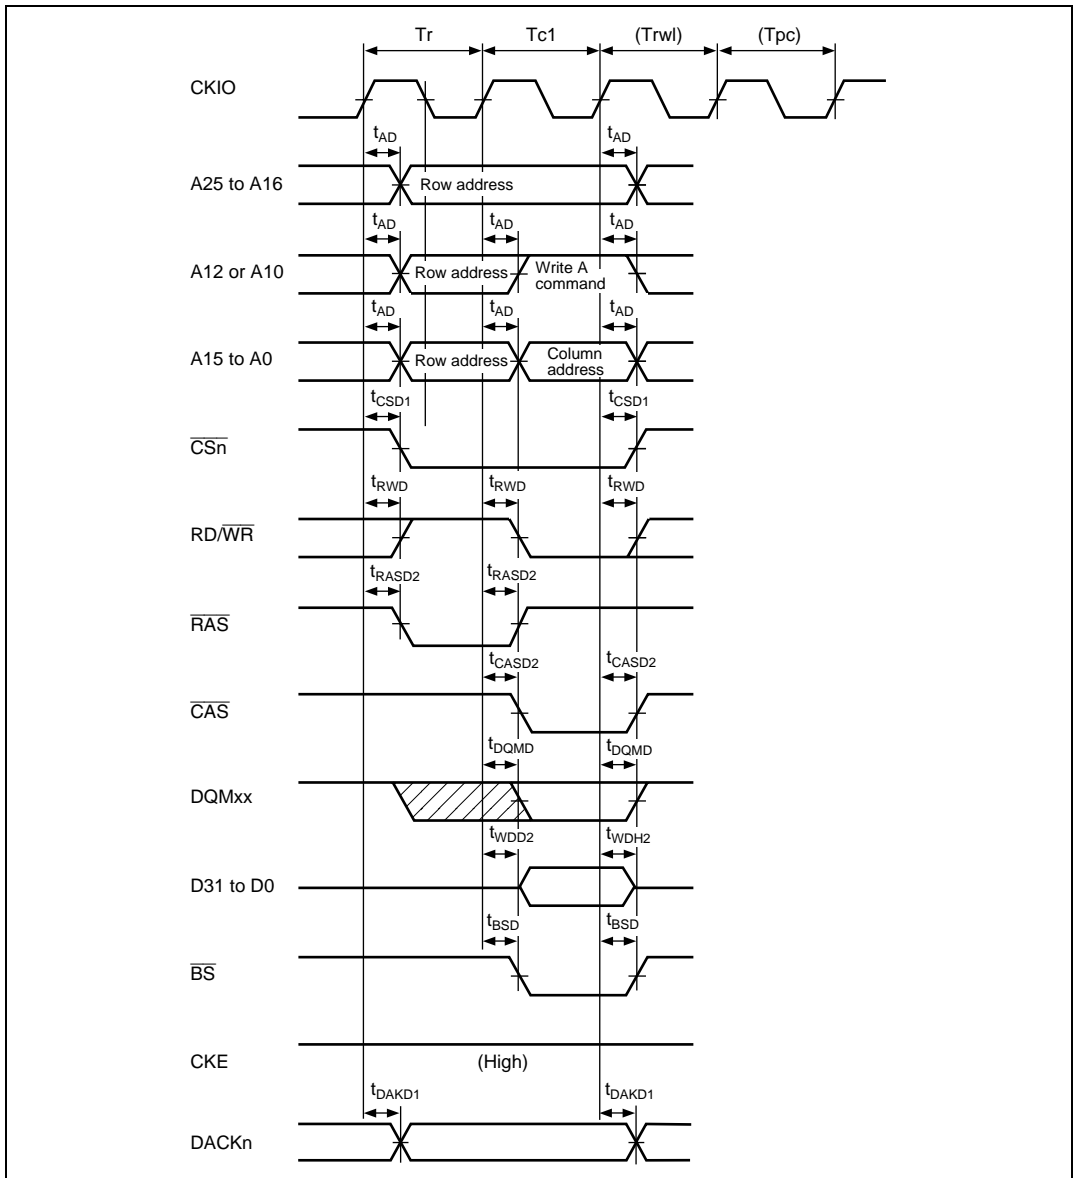 Tr Tc1 (Trwl) (Tpc)
CKIO
tAD tAD
A25 to A16 Row address
tAD tAD tAD
A12 or A10 Row address Write A
command
tAD tAD tAD
A15 to A0 Row address Column
address
tCSD1 tCSD1
CSn
tRWD tRWD tRWD
RD/WR
tRASD2 tRASD2
RAS
tCASD2 tCASD2
CAS
tDQMD tDQMD
DQMxx
tWDD2 tWDH2
D31 to D0
tBSD tBSD
BS
CKE (High)
tDAKD1 tDAKD1
DACKn